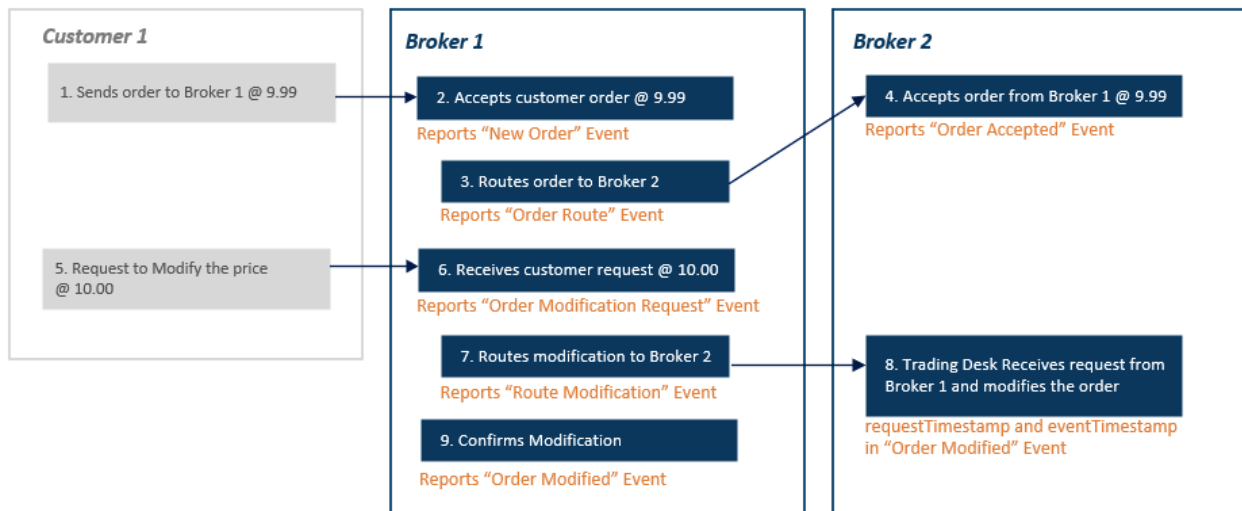 Customer 1
1. Sends order to Broker 1 @ 9.99
5. Request to Modify the price
@ 10.00
Broker 1
2. Accepts customer order @ 9.99
Reports “New Order” Event
3. Routes order to Broker 2
Reports “Order Route” Event
6. Receives customer request @ 10.00
Reports “Order Modification Request” Event
7. Routes modification to Broker 2
Reports “Route Modification” Event
9. Confirms Modification
Reports “Order Modified” Event
Broker 2
4. Accepts order from Broker 1 @ 9.99
Reports “Order Accepted” Event
8. Trading Desk Receives request from
Broker 1 and modifies the order
requestTimestamp and eventTimestamp
in “Order Modified” Event